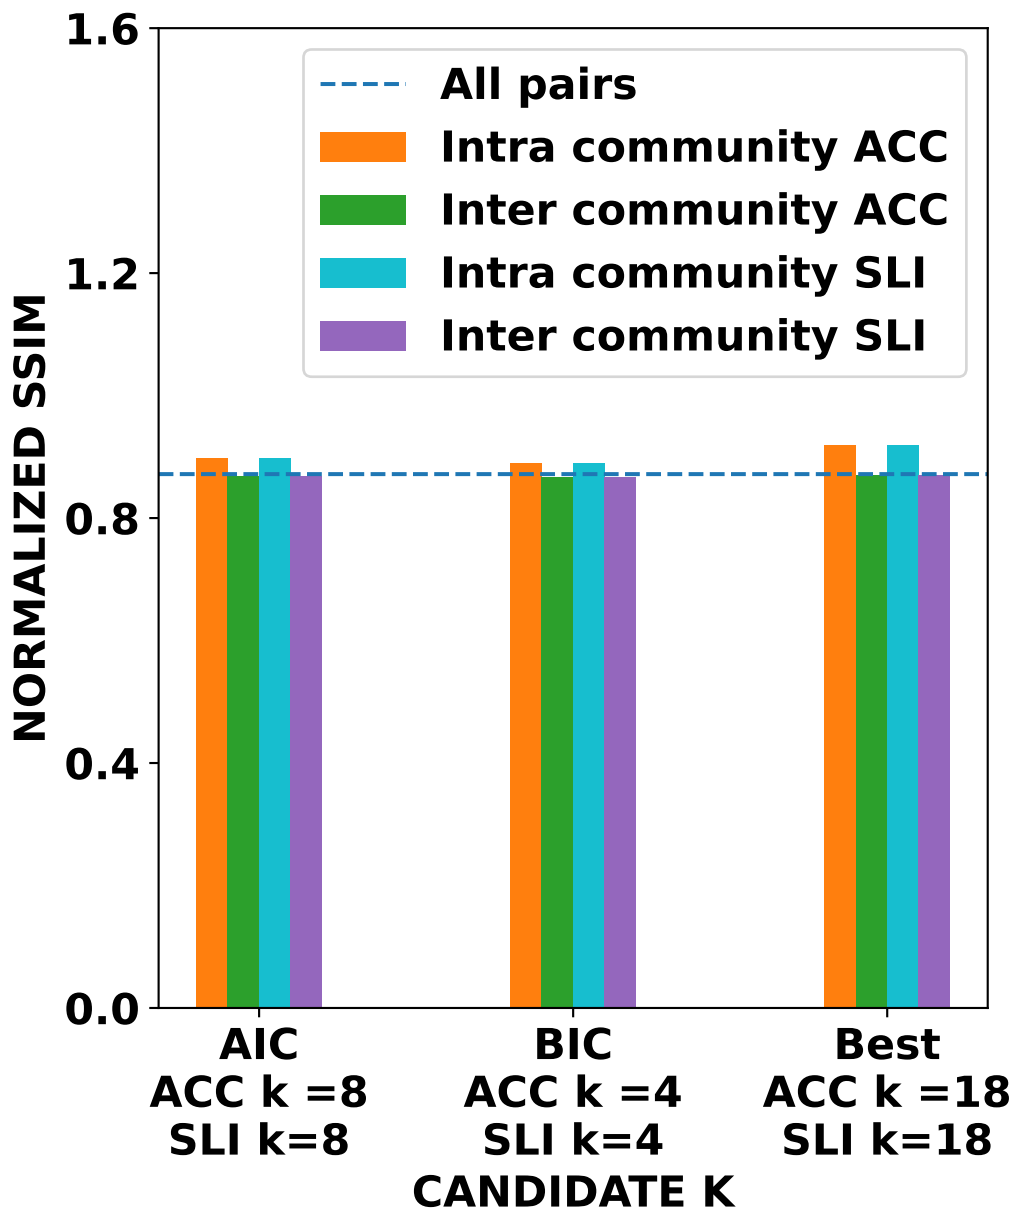 1.6
1.2
0.8
0.4
0.0
NORMALIZED SSIM
All pairs
Intra community ACC
Inter community ACC
Intra community SLI
Inter community SLI
AIC
ACC k =8
SLI k=8
BIC
ACC k =4
SLI k=4
Best
ACC k =18
SLI k=18
CANDIDATE K